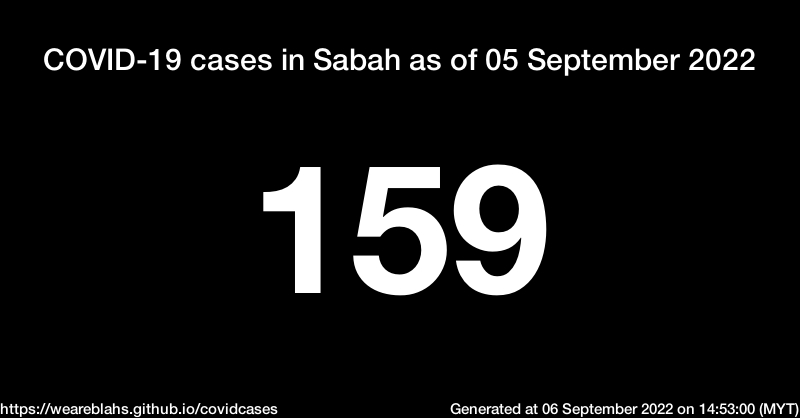 COVID-19 cases in Sabah as of 05 September 2022
159
https://weareblahs.github.io/covidcases
Generated at 06 September 2022 on 14:53:00 (MYT)